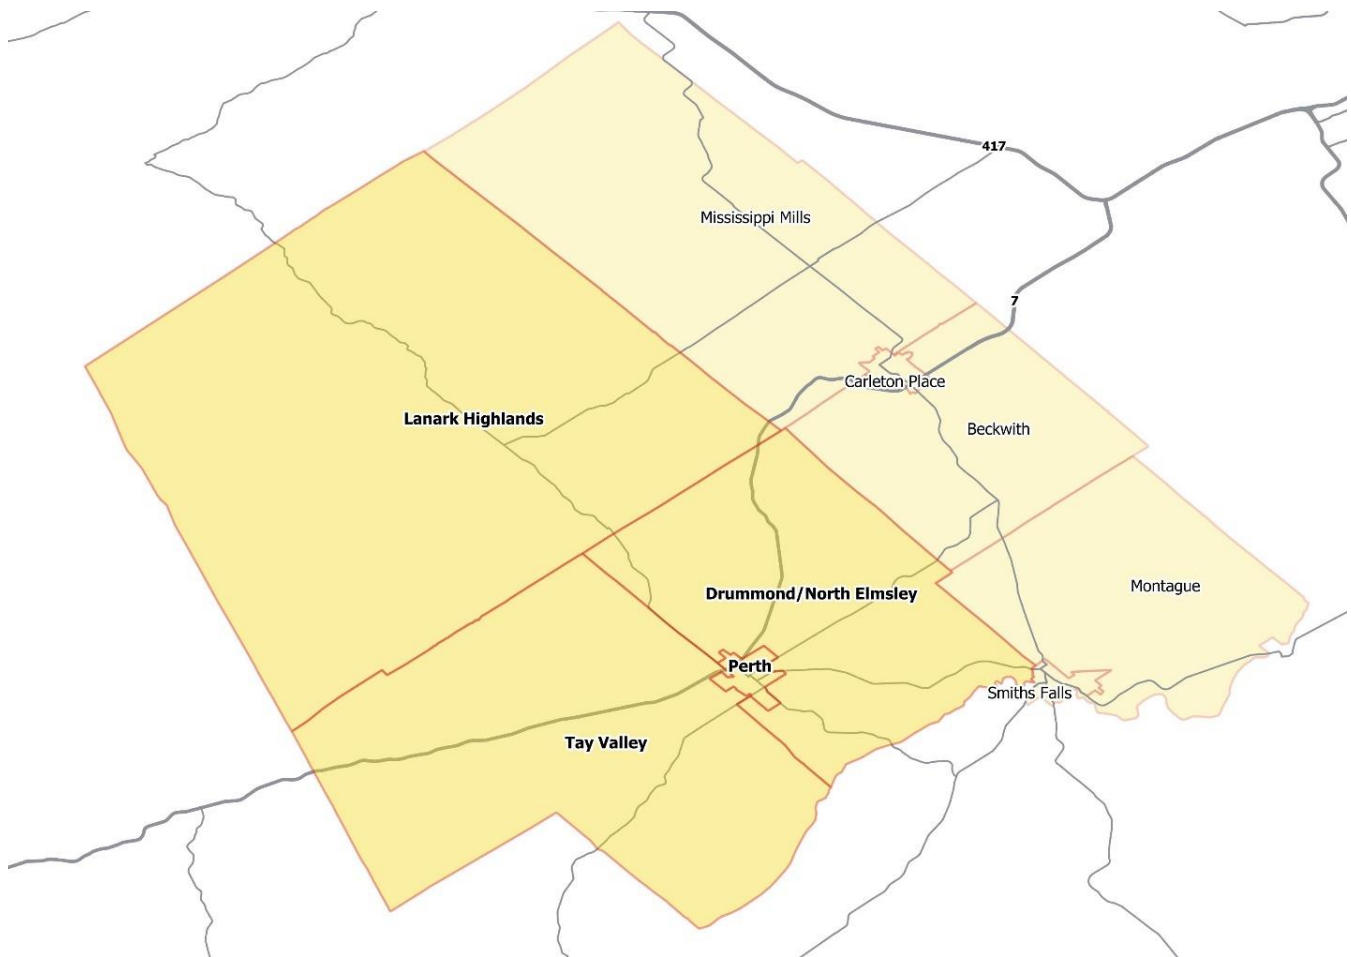 417
Mississippi Mills
7
Carleton Place
Lanark Highlands
Beckwith
Montague
Drummond/North Elmsley
Perth
Smiths Falls
Tay Valley